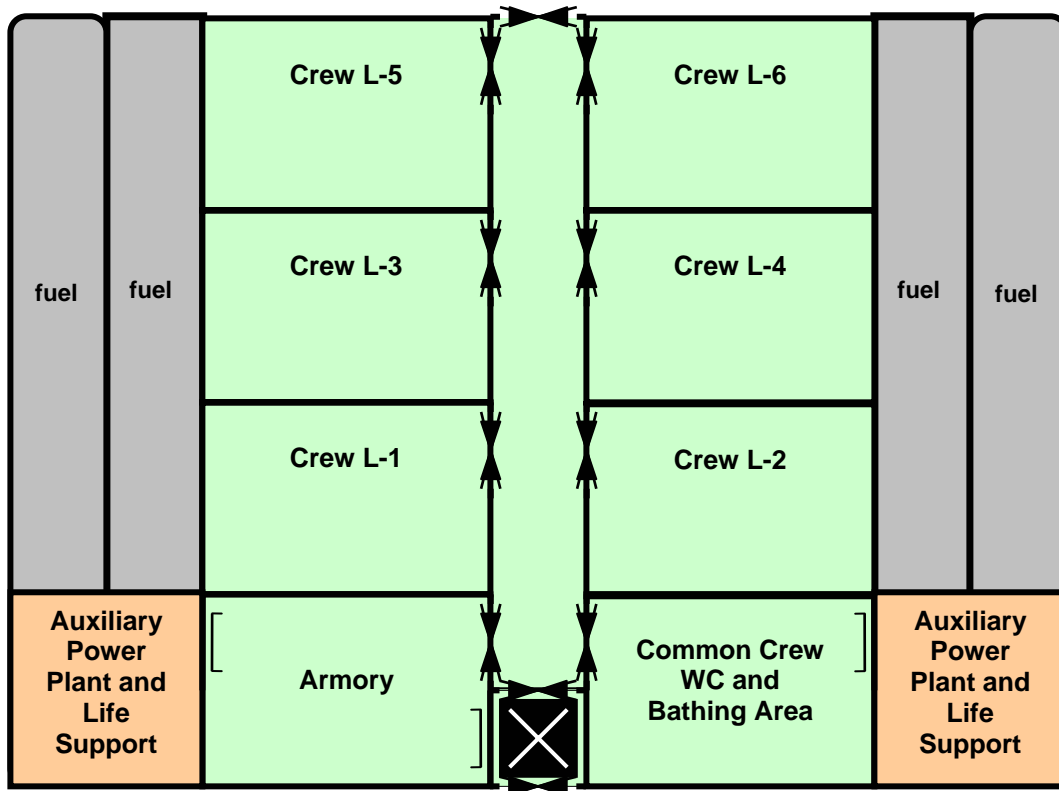 Crew L-5
Crew L-6
Crew L-3
Crew L-4
fuel
fuel
fuel
fuel
Crew L-1
Crew L-2
Auxiliary
Power
Plant and
Life
Support
Armory
Common Crew
WC and
Bathing Area
Auxiliary
Power
Plant and
Life
Support